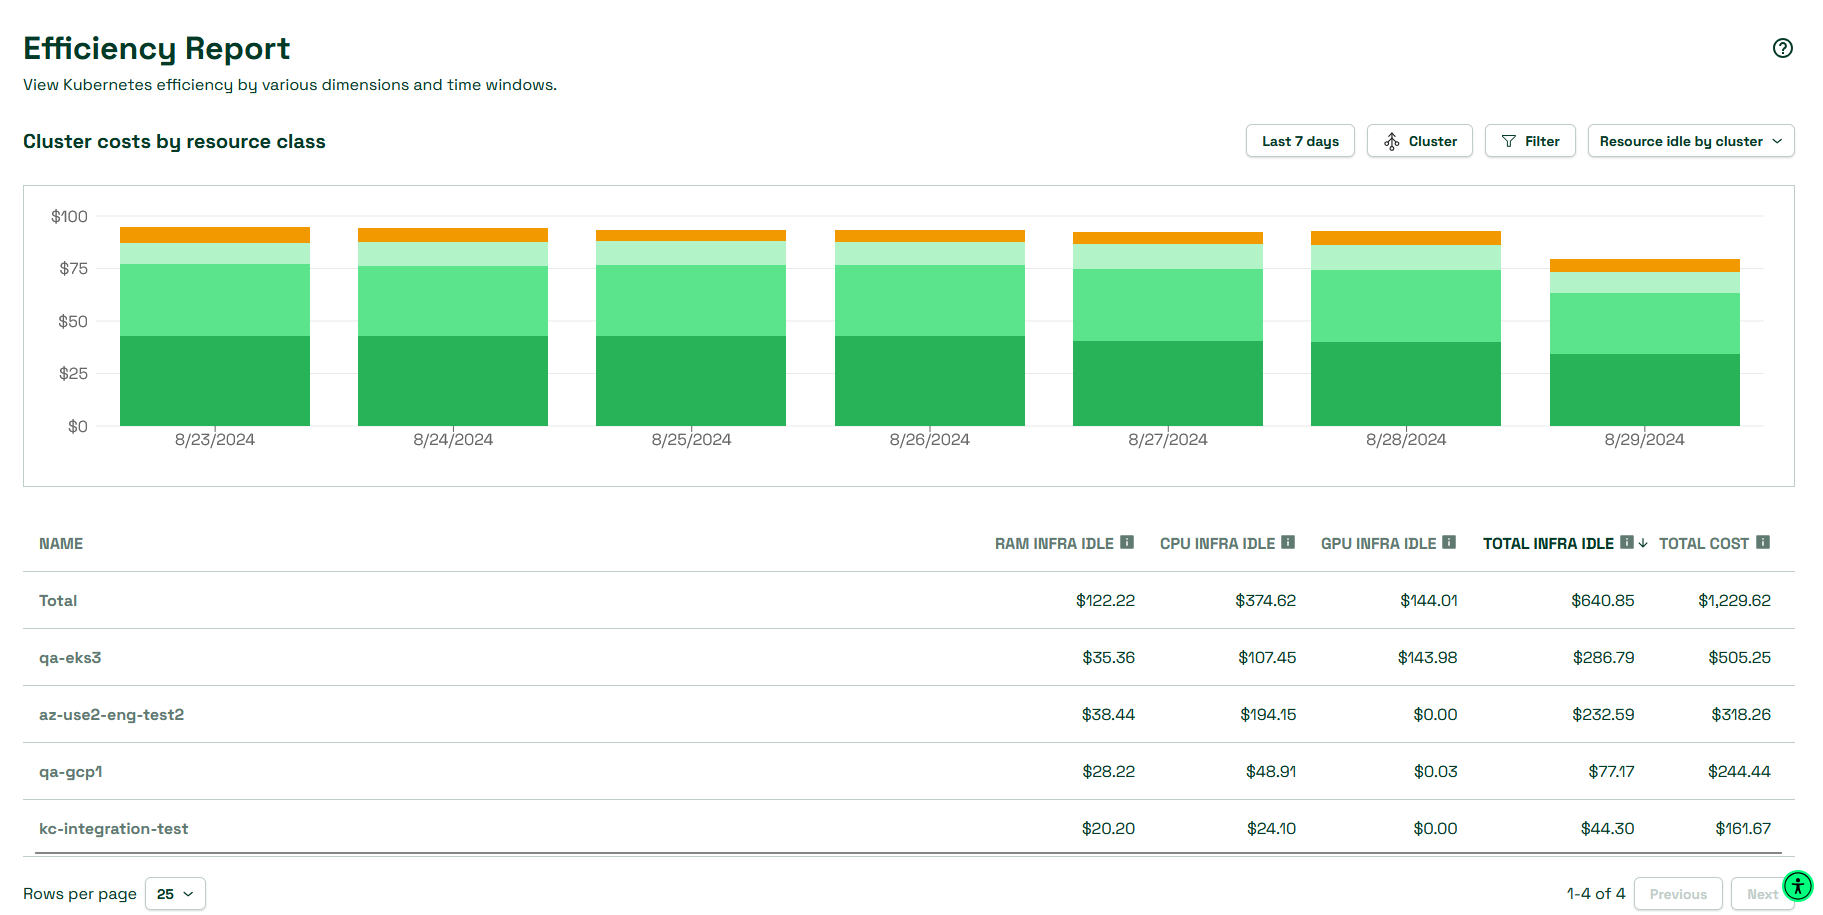 Efficiency Report
View Kubernetes efficiency by various dimensions and time windows.
Cluster costs by resource class
Last 7 days
Cluster
Filter
Resource idle by cluster
$100
$75
$50
$25
$0
8/23/2024 8/24/2024 8/25/2024 8/26/2024 8/27/2024 8/28/2024 8/29/2024
NAME RAM INFRA IDLE CPU INFRA IDLE GPU INFRA IDLE TOTAL INFRA IDLE TOTAL COST
Total $122.22 $374.62 $144.01 $640.85 $1,229.62
qa-eks3 $35.36 $107.45 $143.98 $286.79 $505.25
az-use2-eng-test2 $38.44 $194.15 $0.00 $232.59 $318.26
qa-gcp1 $28.22 $48.91 $0.03 $77.17 $244.44
kc-integration-test $20.20 $24.10 $0.00 $44.30 $161.67
Rows per page 25 1-4 of 4 Previous Next